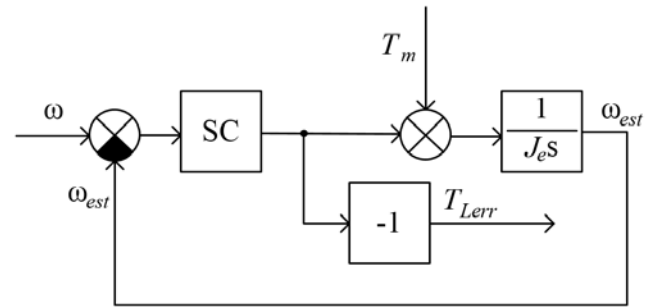 T_m
ω
SC
1
J_e s
ω_est
ω_est
-1
T_Lerr